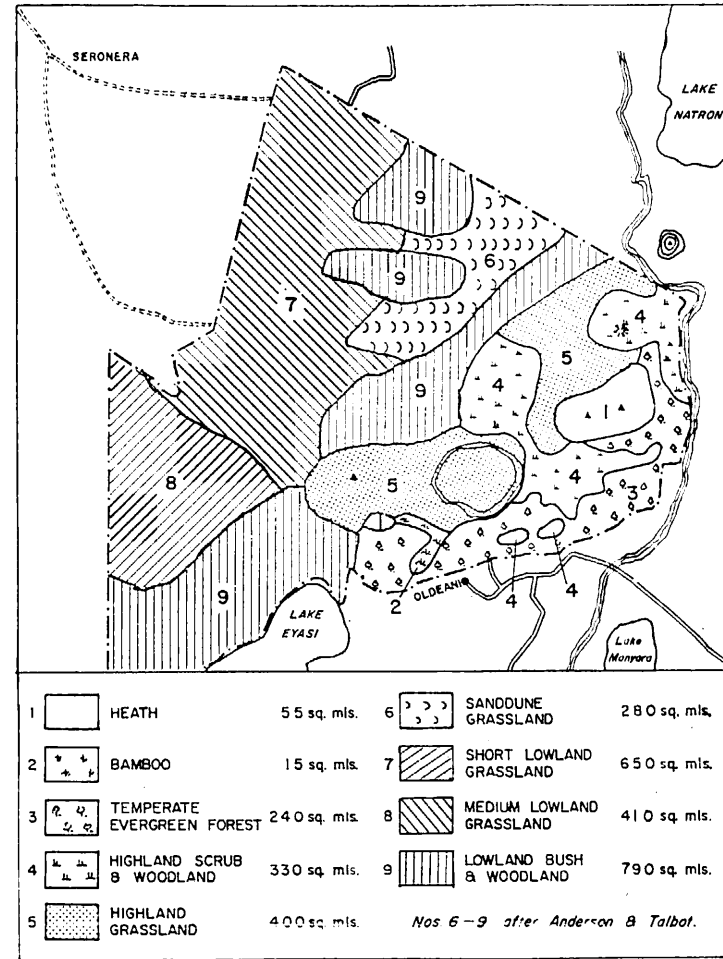 SERONERA
LAKE
NATRON
9
6
9
7
4
5
4
9
1
8
5
4
3
1
9
2
OLDEANI
4
4
LAKE
EYASI
Lake
Manyara
1 HEATH 55 sq. mls.
2 BAMBOO 15 sq. mls.
3 TEMPERATE
EVERGREEN FOREST 240 sq. mls.
4 HIGHLAND SCRUB
& WOODLAND 330 sq. mls.
5 HIGHLAND
GRASSLAND 400 sq. mls.
6 SANDDUNE
GRASSLAND 280 sq. mls.
7 SHORT LOWLAND
GRASSLAND 650 sq. mls.
8 MEDIUM LOWLAND
GRASSLAND 410 sq. mls.
9 LOWLAND BUSH
& WOODLAND 790 sq. mls.
Nos. 6-9 after Anderson & Talbot.